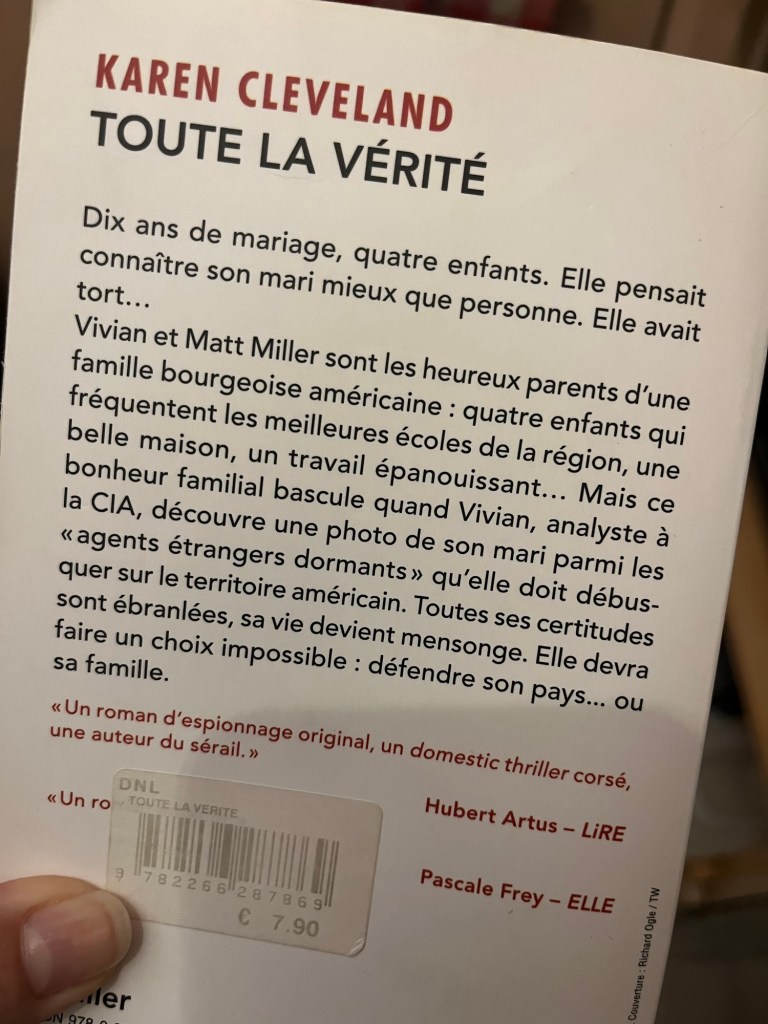 KAREN CLEVELAND
TOUTE LA VÉRITÉ
Dix ans de mariage, quatre enfants. Elle pensait
connaître son mari mieux que personne. Elle avait
tort...
Vivian et Matt Miller sont les heureux parents d'une
famille bourgeoise américaine : quatre enfants qui
fréquentent les meilleures écoles de la région, une
belle maison, un travail épanouissant... Mais ce
bonheur familial bascule quand Vivian, analyste à
la CIA, découvre une photo de son mari parmi les
« agents étrangers dormants » qu'elle doit débus-
quer sur le territoire américain. Toutes ses certitudes
sont ébranlées, sa vie devient mensonge. Elle devra
faire un choix impossible : défendre son pays... ou
sa famille.
« Un roman d'espionnage original, un domestic thriller corsé,
une auteur du sérail. »
Hubert Artus – LiRE
« Un
Pascale Frey – ELLE
DNL
TOUTE LA VERITE
9 782266 287869
€ 7.90
Couverture : Richard Ogle / TW